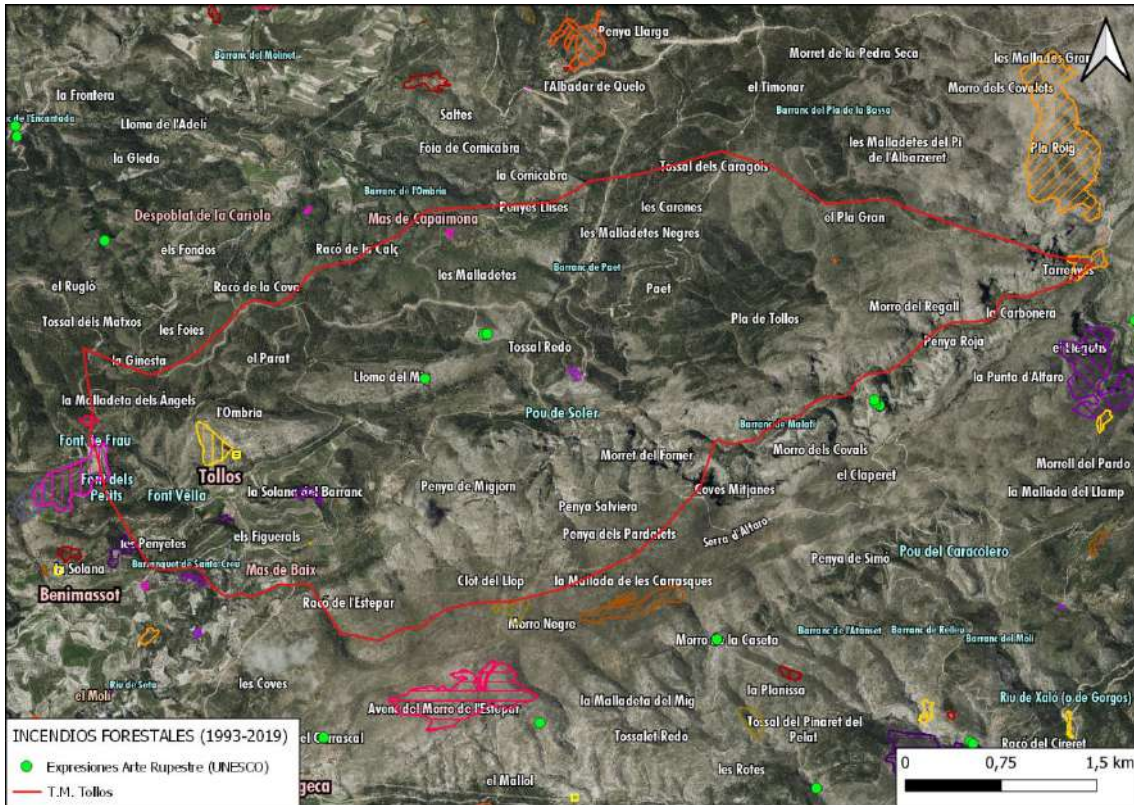 Penya Llarga
Barranc del Molinet
Morret de la Pedra Seca
les Mallades Gran
la Frontera
l'Albadar de Quelo
el Timonar
Morro dels Covalets
Saltes
Barranc del Pla de la Bassa
c de l'Encantada
Lloma de l'Adelí
Foia de Cornicabra
les Malladetes del Pi
de l'Albarzeret
Pla Roig
la Gleda
Tossal dels Caragols
la Cornicabra
Barranc de l'Ombria
Despoblat de la Cariola
Mas de Capaimona
Penyes Llises
les Carenes
el Pla Gran
els Fondos
Racó de la Calç
les Malladetes Negres
les Malladetes
Barranc de Paet
Tarrenyes
el Rugló
Racó de la Cova
Paet
Morro del Regall
la Carbonera
Tossal dels Matxos
les Foies
Pla de Tollos
Penya Roja
el Parat
Tossal Redo
la Ginesta
Lloma del M
la Punta d'Alfaro
la Malladeta dels Àngels
l'Ombria
Pou de Soler
Barranc de Malafí
Font de Frau
Morret del Forner
Morro dels Covals
Tollos
el Claperet
Morrell del Pardo
Font dels
Petits
Font Vella
la Solana del Barranc
Penya de Migjorn
Coves Mitjanes
la Mallada del Llamp
Penya Salviera
les Penyetes
els Figuerals
Penya dels Pardalets
Serra d'Alfaro
la Solana
Barranquet de Santa Creu
Mas de Baix
Penya de Simó
Pou del Caracolero
Benimassot
Clot del Llop
la Mallada de les Carrasques
Racó de l'Estepar
Morro Negre
Morro de la Caseta
Barranc de l'Atamet
Barranc de Relleu
Barranc del Molí
el Molí
Riu de Seta
les Coves
la Planissa
Avenc del Morro de l'Estepar
la Malladeta del Mig
Riu de Xaló (o de Gorgos)
Tossal del Pinaret del
Pelat
INCENDIOS FORESTALES (1993-2019)
el Carrascal
Tossalet Redo
Racó del Cireret
Expresiones Arte Rupestre (UNESCO)
les Rotes
0 0,75 1,5 km
T.M. Tollos
geca
el Mallol